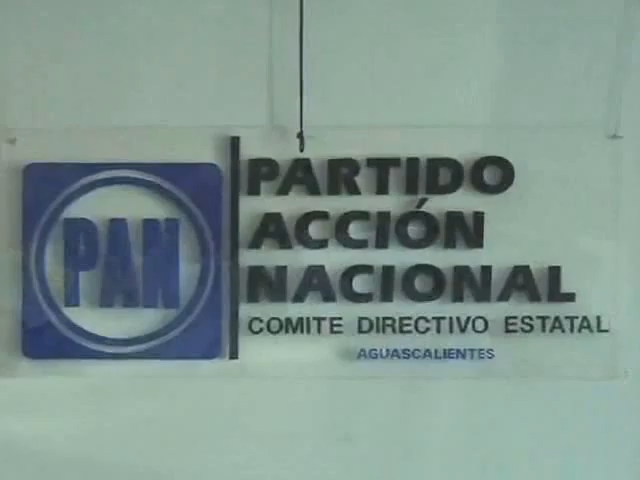 PAN
PARTIDO
ACCIÓN
NACIONAL
COMITE DIRECTIVO ESTATAL
AGUASCALIENTES